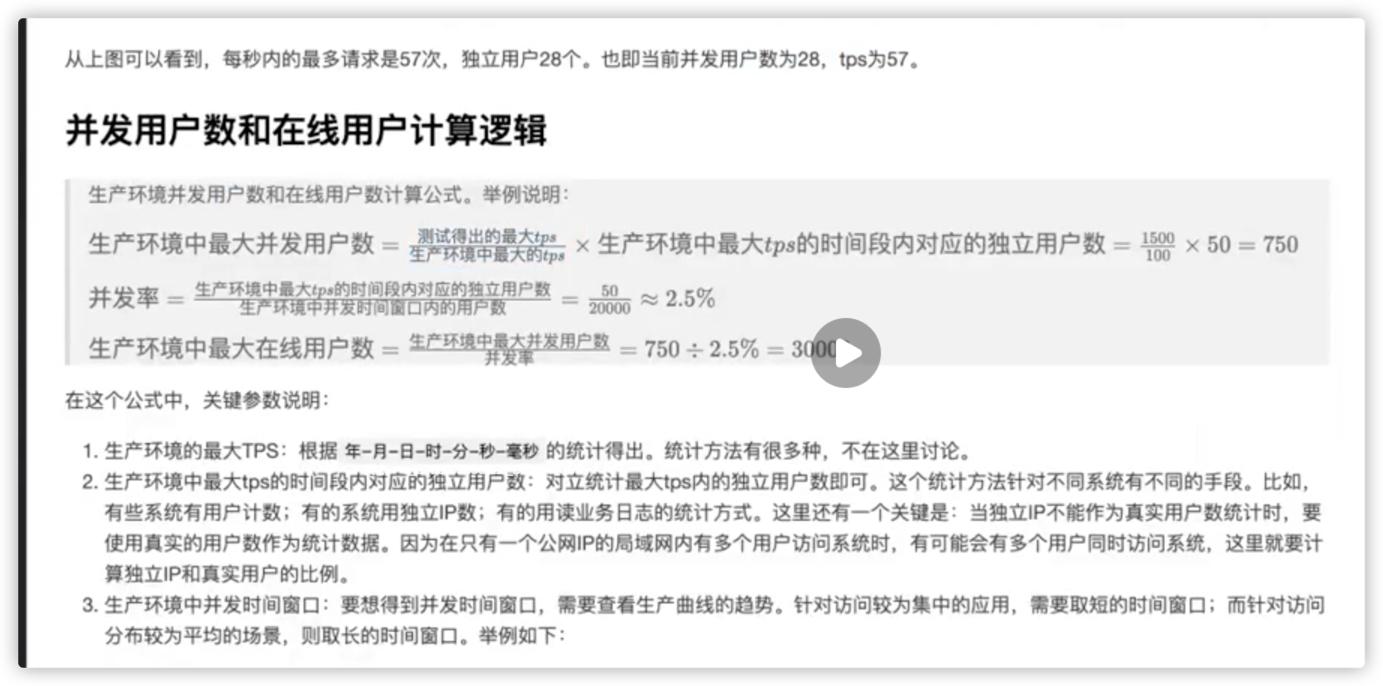 从上图可以看到，每秒内的最多请求是57次，独立用户28个。也即当前并发用户数为28，tps为57。
并发用户数和在线用户计算逻辑
生产环境并发用户数和在线用户数计算公式。举例说明：
生产环境中最大并发用户数 = 测试得出的最大tps / 生产环境中最大的tps × 生产环境中最大tps的时间段内对应的独立用户数 = 1500 / 100 × 50 = 750
并发率 = 生产环境中最大tps的时间段内对应的独立用户数 / 生产环境中并发时间窗口内的用户数 = 50 / 20000 ≈ 2.5%
生产环境中最大在线用户数 = 生产环境中最大并发用户数 / 并发率 = 750 ÷ 2.5% = 3000
在这个公式中，关键参数说明：
1. 生产环境的最大TPS：根据 年-月-日-时-分-秒-毫秒 的统计得出。统计方法有很多种，不在这里讨论。
2. 生产环境中最大tps的时间段内对应的独立用户数：对立统计最大tps内的独立用户数即可。这个统计方法针对不同系统有不同的手段。比如，
有些系统有用户计数；有的系统用独立IP数；有的用读业务日志的统计方式。这里还有一个关键是：当独立IP不能作为真实用户数统计时，要
使用真实的用户数作为统计数据。因为在只有一个公网IP的局域网内有多个用户访问系统时，有可能会有多个用户同时访问系统，这里就要计
算独立IP和真实用户的比例。
3. 生产环境中并发时间窗口：要想得到并发时间窗口，需要查看生产曲线的趋势。针对访问较为集中的应用，需要取短的时间窗口；而针对访问
分布较为平均的场景，则取长的时间窗口。举例如下：